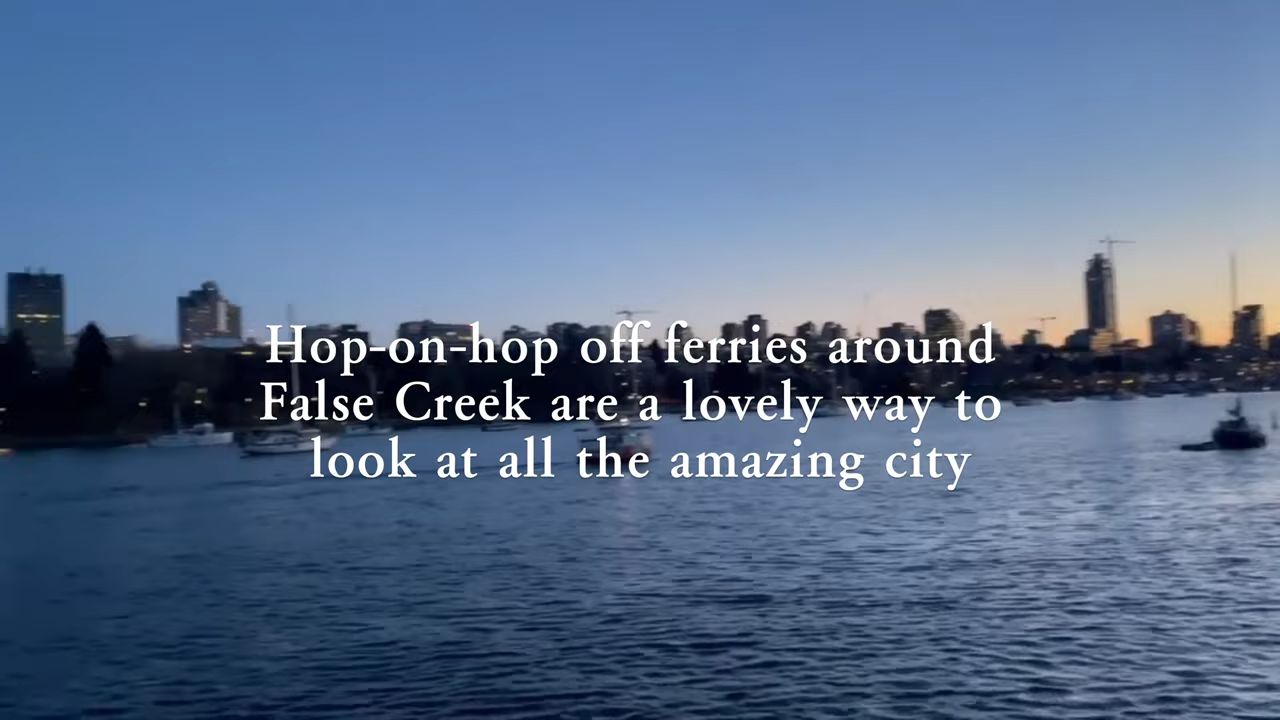 Hop-on-hop off ferries around
False Creek are a lovely way to
look at all the amazing city